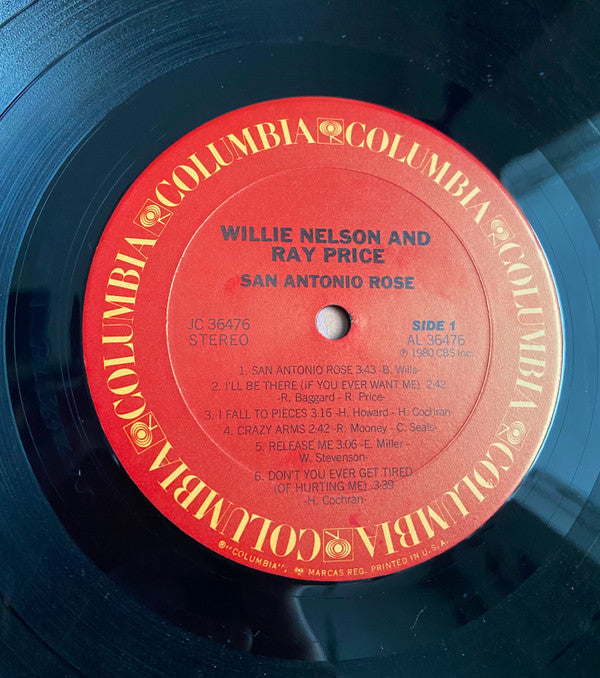 COLUMBIA COLUMBIA COLUMBIA COLUMBIA COLUMBIA COLUMBIA
WILLIE NELSON AND
RAY PRICE
SAN ANTONIO ROSE
JC 36476
STEREO
SIDE 1
AL 36476
℗ 1980 CBS Inc.
1. SAN ANTONIO ROSE 3:43 -B. Wills-
2. I'LL BE THERE (IF YOU EVER WANT ME) 2:42
-R. Baggard - R. Price-
3. I FALL TO PIECES 3:16 -H. Howard - H. Cochran-
4. CRAZY ARMS 2:42 -R. Mooney - C. Seals-
5. RELEASE ME 3:06 -E. Miller -
W. Stevenson-
6. DON'T YOU EVER GET TIRED
(OF HURTING ME) 3:39
-H. Cochran-
"COLUMBIA", MARCAS REG. PRINTED IN U.S.A.